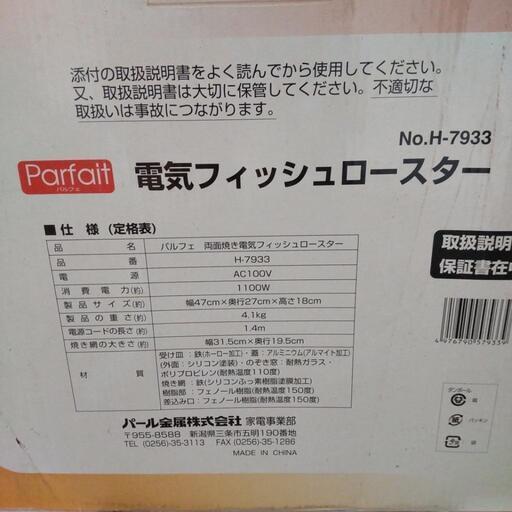 添付の取扱説明書をよく読んでから使用してください。
又、取扱説明書は大切に保管してください。不適切な
取扱いは事故につながります。
No.H-7933
Parfait
パルフェ
電気フィッシュロースター
■仕 様（定格表）
品 名 パルフェ 両面焼き電気フィッシュロースター
品 番 H-7933
電 源 AC100V
消 費 電 力(約) 1100W
製品サイズ(約) 幅47cm×奥行27cm×高さ18cm
製品の重さ(約) 4.1kg
電源コードの長さ(約) 1.4m
焼き網の大きさ(約) 幅31.5cm×奥行19.5cm
材 質 受け皿：鉄(ホーロー加工)・蓋：アルミニウム(アルマイト加工)
(外面：シリコン塗装)・のぞき窓：耐熱ガラス・
ポリプロピレン(耐熱温度110度)
焼き網：鉄(シリコンふっ素樹脂塗膜加工)
樹脂部：フェノール樹脂(耐熱温度150度)
差込み口：フェノール樹脂(耐熱温度150度)
取扱説明
保証書在中
4976790579339
パール金属株式会社 家電事業部
〒955-8588 新潟県三条市五明190番地
TEL (0256)-35-3113 FAX (0256)-35-1286
MADE IN CHINA
ダンボール
紙 パッキン
袋